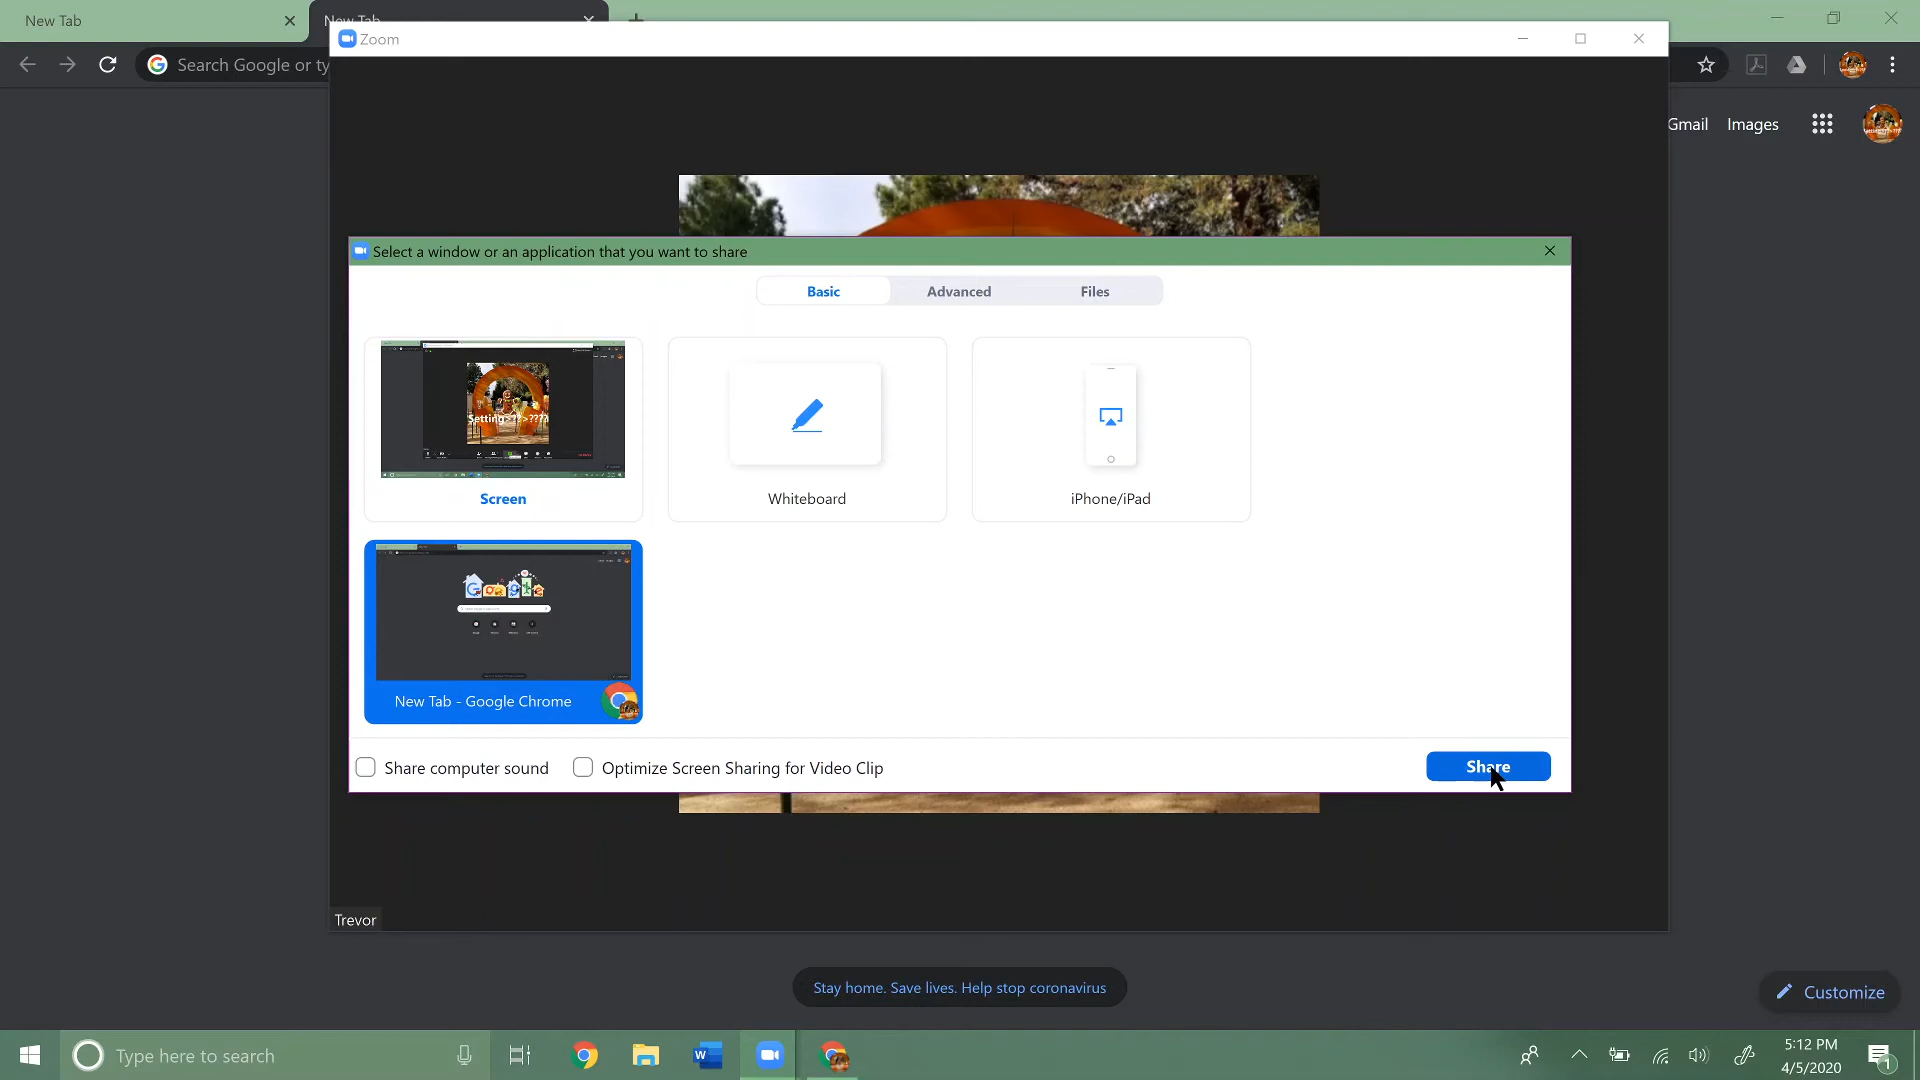 New Tab
New Tab
Zoom
Search Google or ty
Gmail
Images
Select a window or an application that you want to share
Basic
Advanced
Files
Setting>??>????
Screen
Whiteboard
iPhone/iPad
New Tab - Google Chrome
Share computer sound
Optimize Screen Sharing for Video Clip
Share
Trevor
Stay home. Save lives. Help stop coronavirus
Customize
Type here to search
5:12 PM
4/5/2020
1